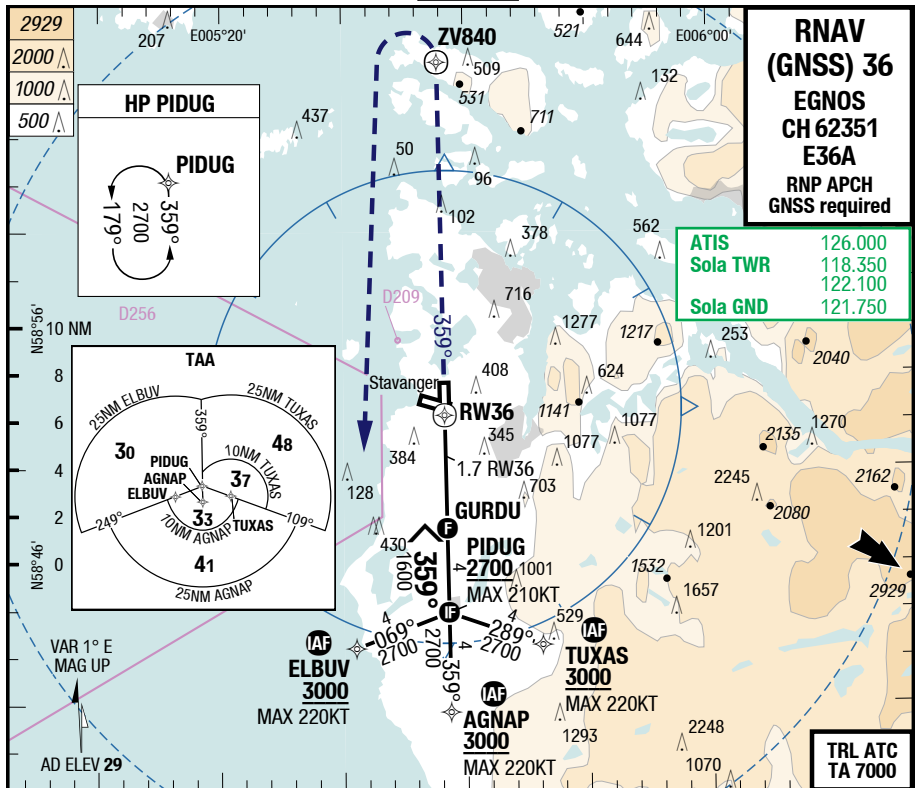 2929
2000
1000
500
207
E005°20'
ZV840
509
531
521
644
E006°00'
132
711
RNAV
(GNSS) 36
EGNOS
CH 62351
E36A
RNP APCH
GNSS required
HP PIDUG
PIDUG
179°
2700
359°
437
50
96
102
378
562
ATIS 126.000
Sola TWR 118.350
122.100
Sola GND 121.750
D256
D209
716
359°
1277
1217
253
2040
N58°56'
10 NM
8
6
4
2
0
N58°46'
TAA
25NM ELBUV
25NM TUXAS
359°
30
48
PIDUG
AGNAP
ELBUV
10NM TUXAS
37
33
10NM AGNAP
TUXAS
249°
109°
41
25NM AGNAP
Stavanger
408
RW36
624
1141
1077
1077
345
384
1.7 RW36
128
703
2135
1270
2245
2162
2080
GURDU
F
430
1600
359°
4
PIDUG
2700
MAX 210KT
1001
1201
1532
1657
2929
IF
4
069°
2700
4
289°
2700
529
2700
4
359°
IAF
ELBUV
3000
MAX 220KT
IAF
TUXAS
3000
MAX 220KT
IAF
AGNAP
3000
MAX 220KT
1293
2248
1070
VAR 1° E
MAG UP
AD ELEV 29
TRL ATC
TA 7000